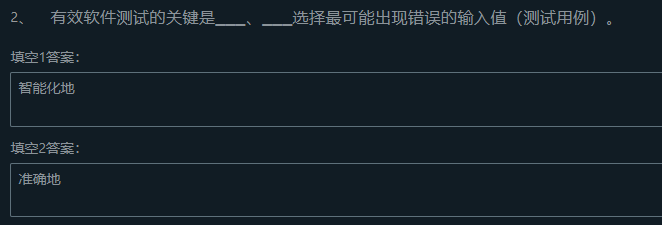 2、 有效软件测试的关键是____、____选择最可能出现错误的输入值（测试用例）。
填空1答案：
智能化地
填空2答案：
准确地